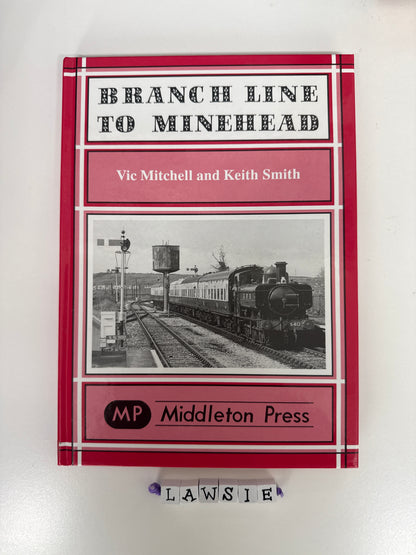 BRANCH LINE
TO MINEHEAD
Vic Mitchell and Keith Smith
MP Middleton Press
LAWSIE